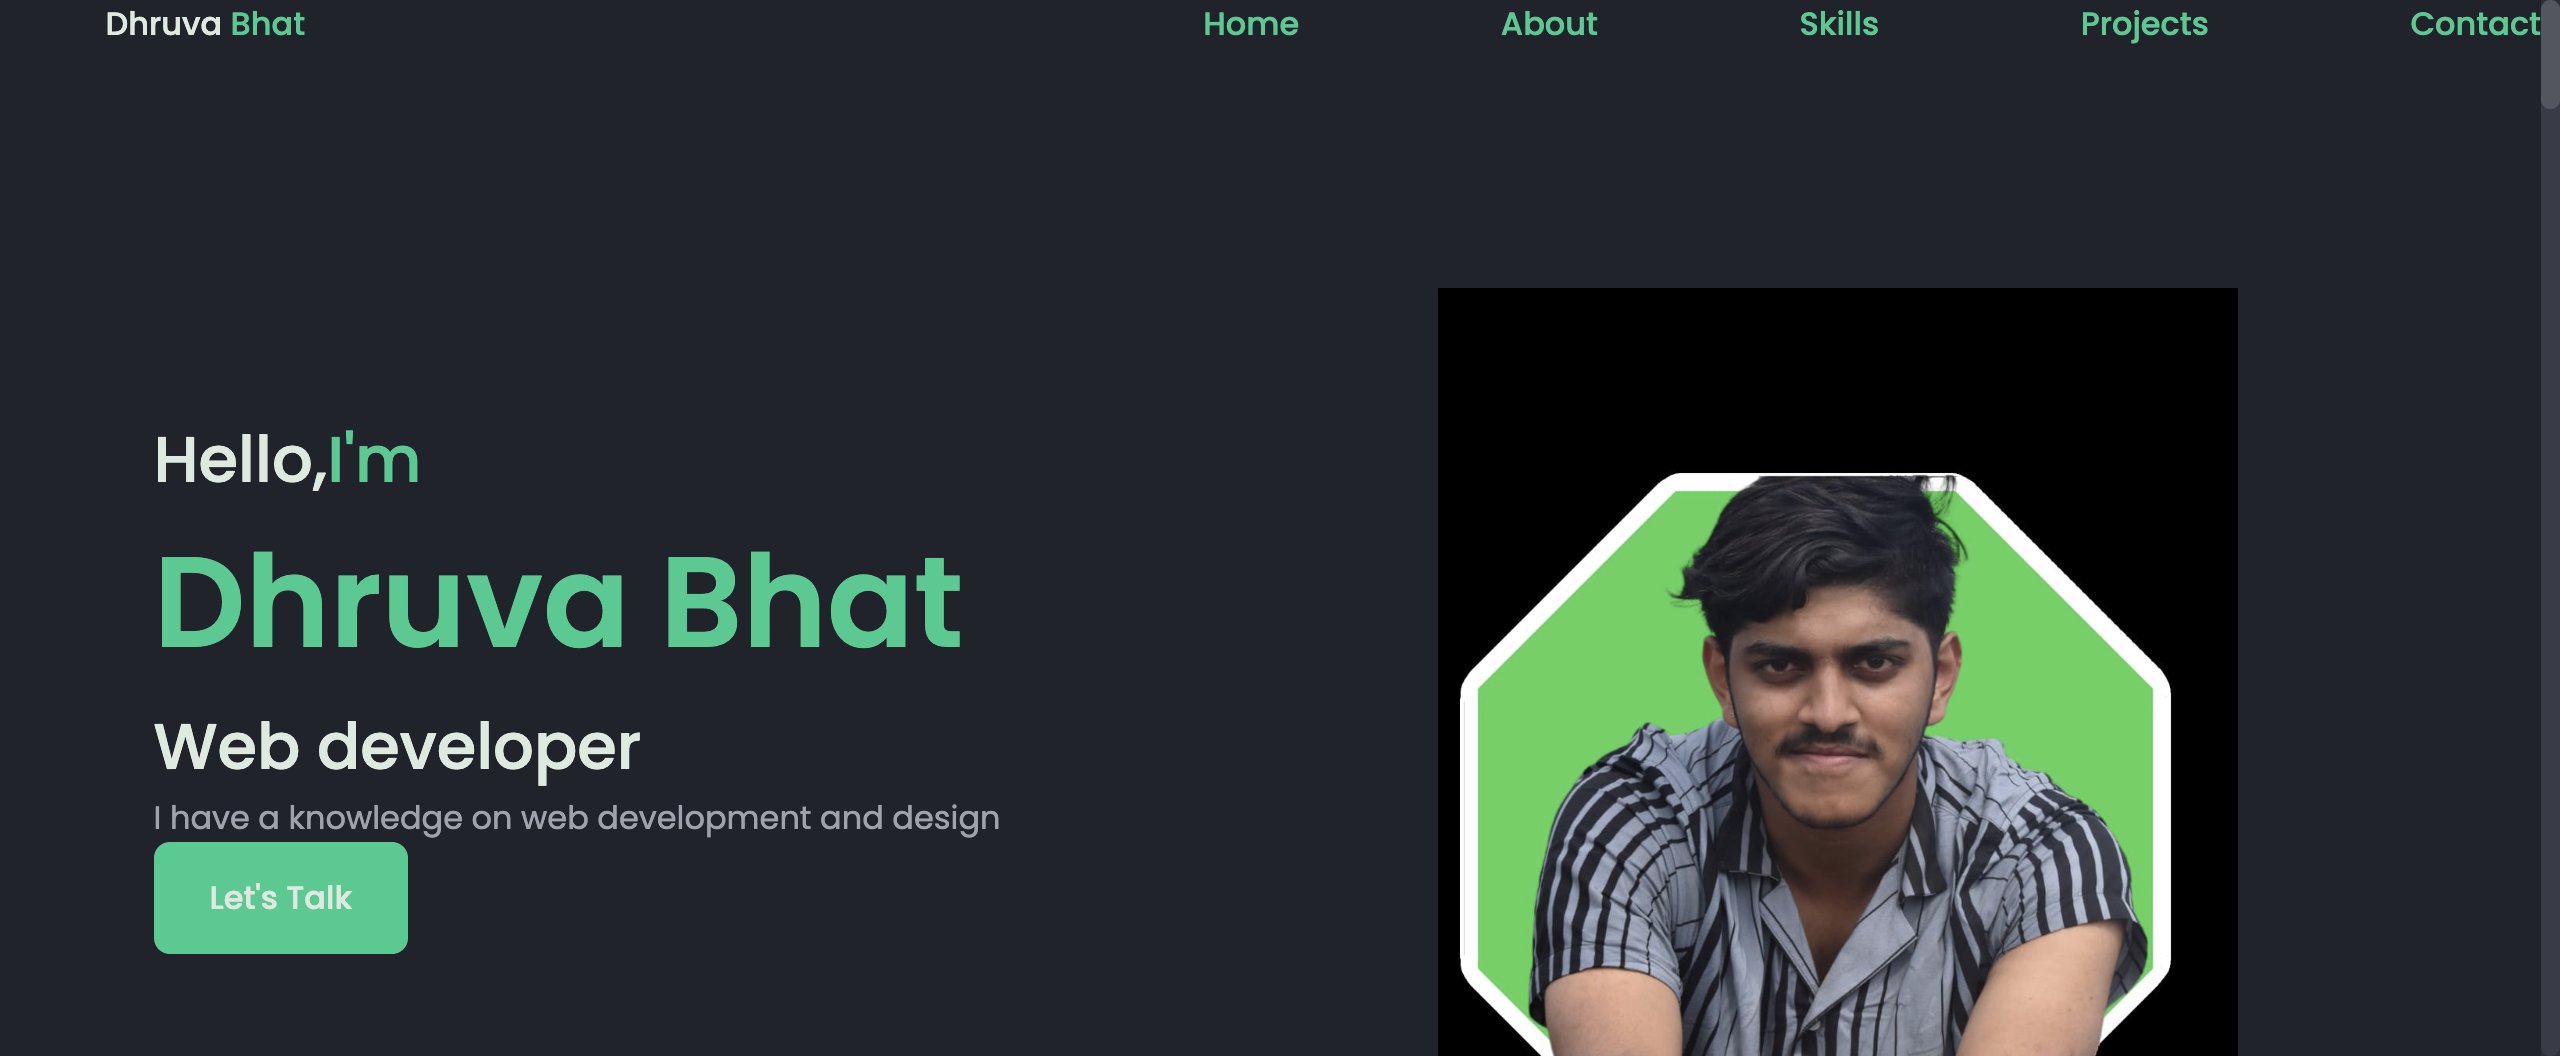 Dhruva Bhat
Home About Skills Projects Contact
Hello,I'm
Dhruva Bhat
Web developer
I have a knowledge on web development and design
Let's Talk